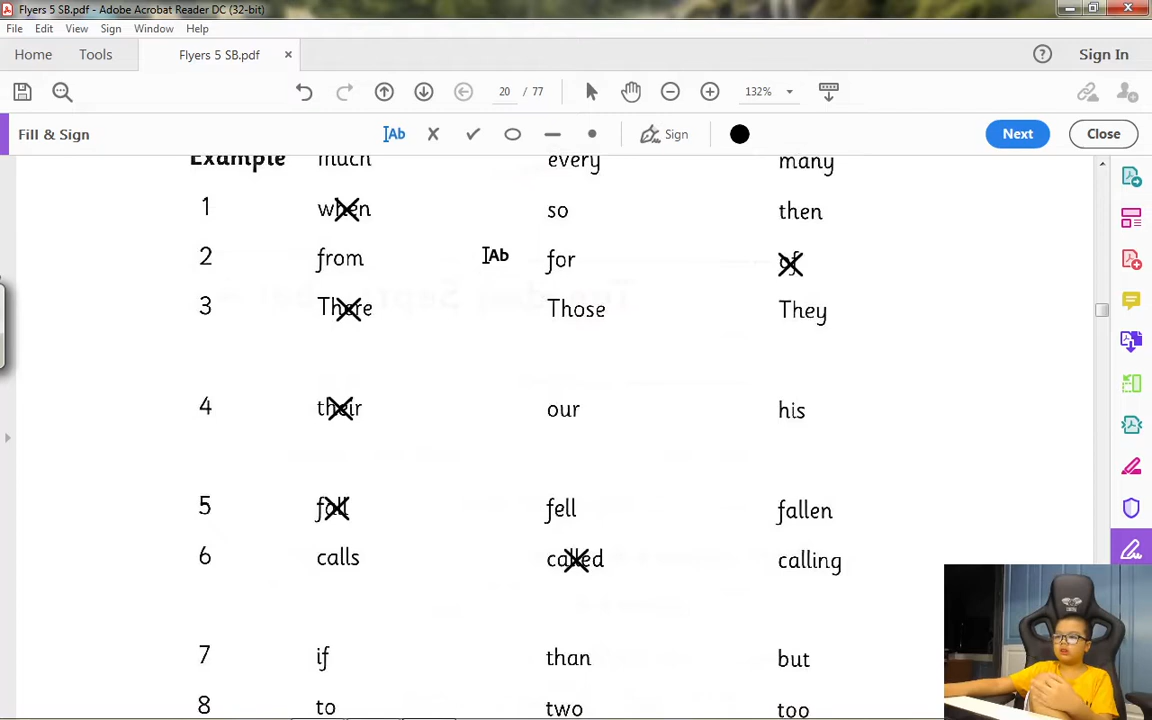 Flyers 5 SB.pdf - Adobe Acrobat Reader DC (32-bit)
File Edit View Sign Window Help
Home Tools Flyers 5 SB.pdf × Sign In
20 / 77 132%
Fill & Sign Ab Sign Next Close
Example much every many
1 when so then
2 from Ab for of
3 There Those They
4 their our his
5 fall fell fallen
6 calls called calling
7 if than but
8 to two too